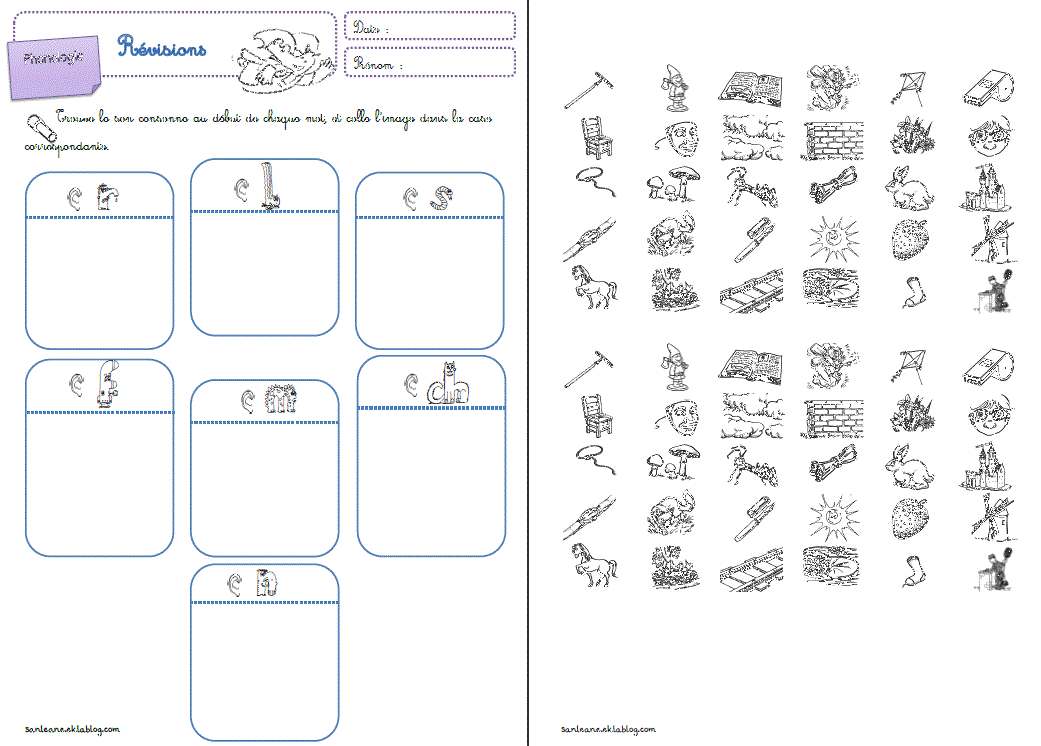 Phonologie
Révisions
Date :
Prénom :
Trouve le son consonne au début de chaque mot, et colle l'image dans la case
correspondante.
r
l
s
f
m
ch
n
sanleane.eklablog.com
sanleane.eklablog.com